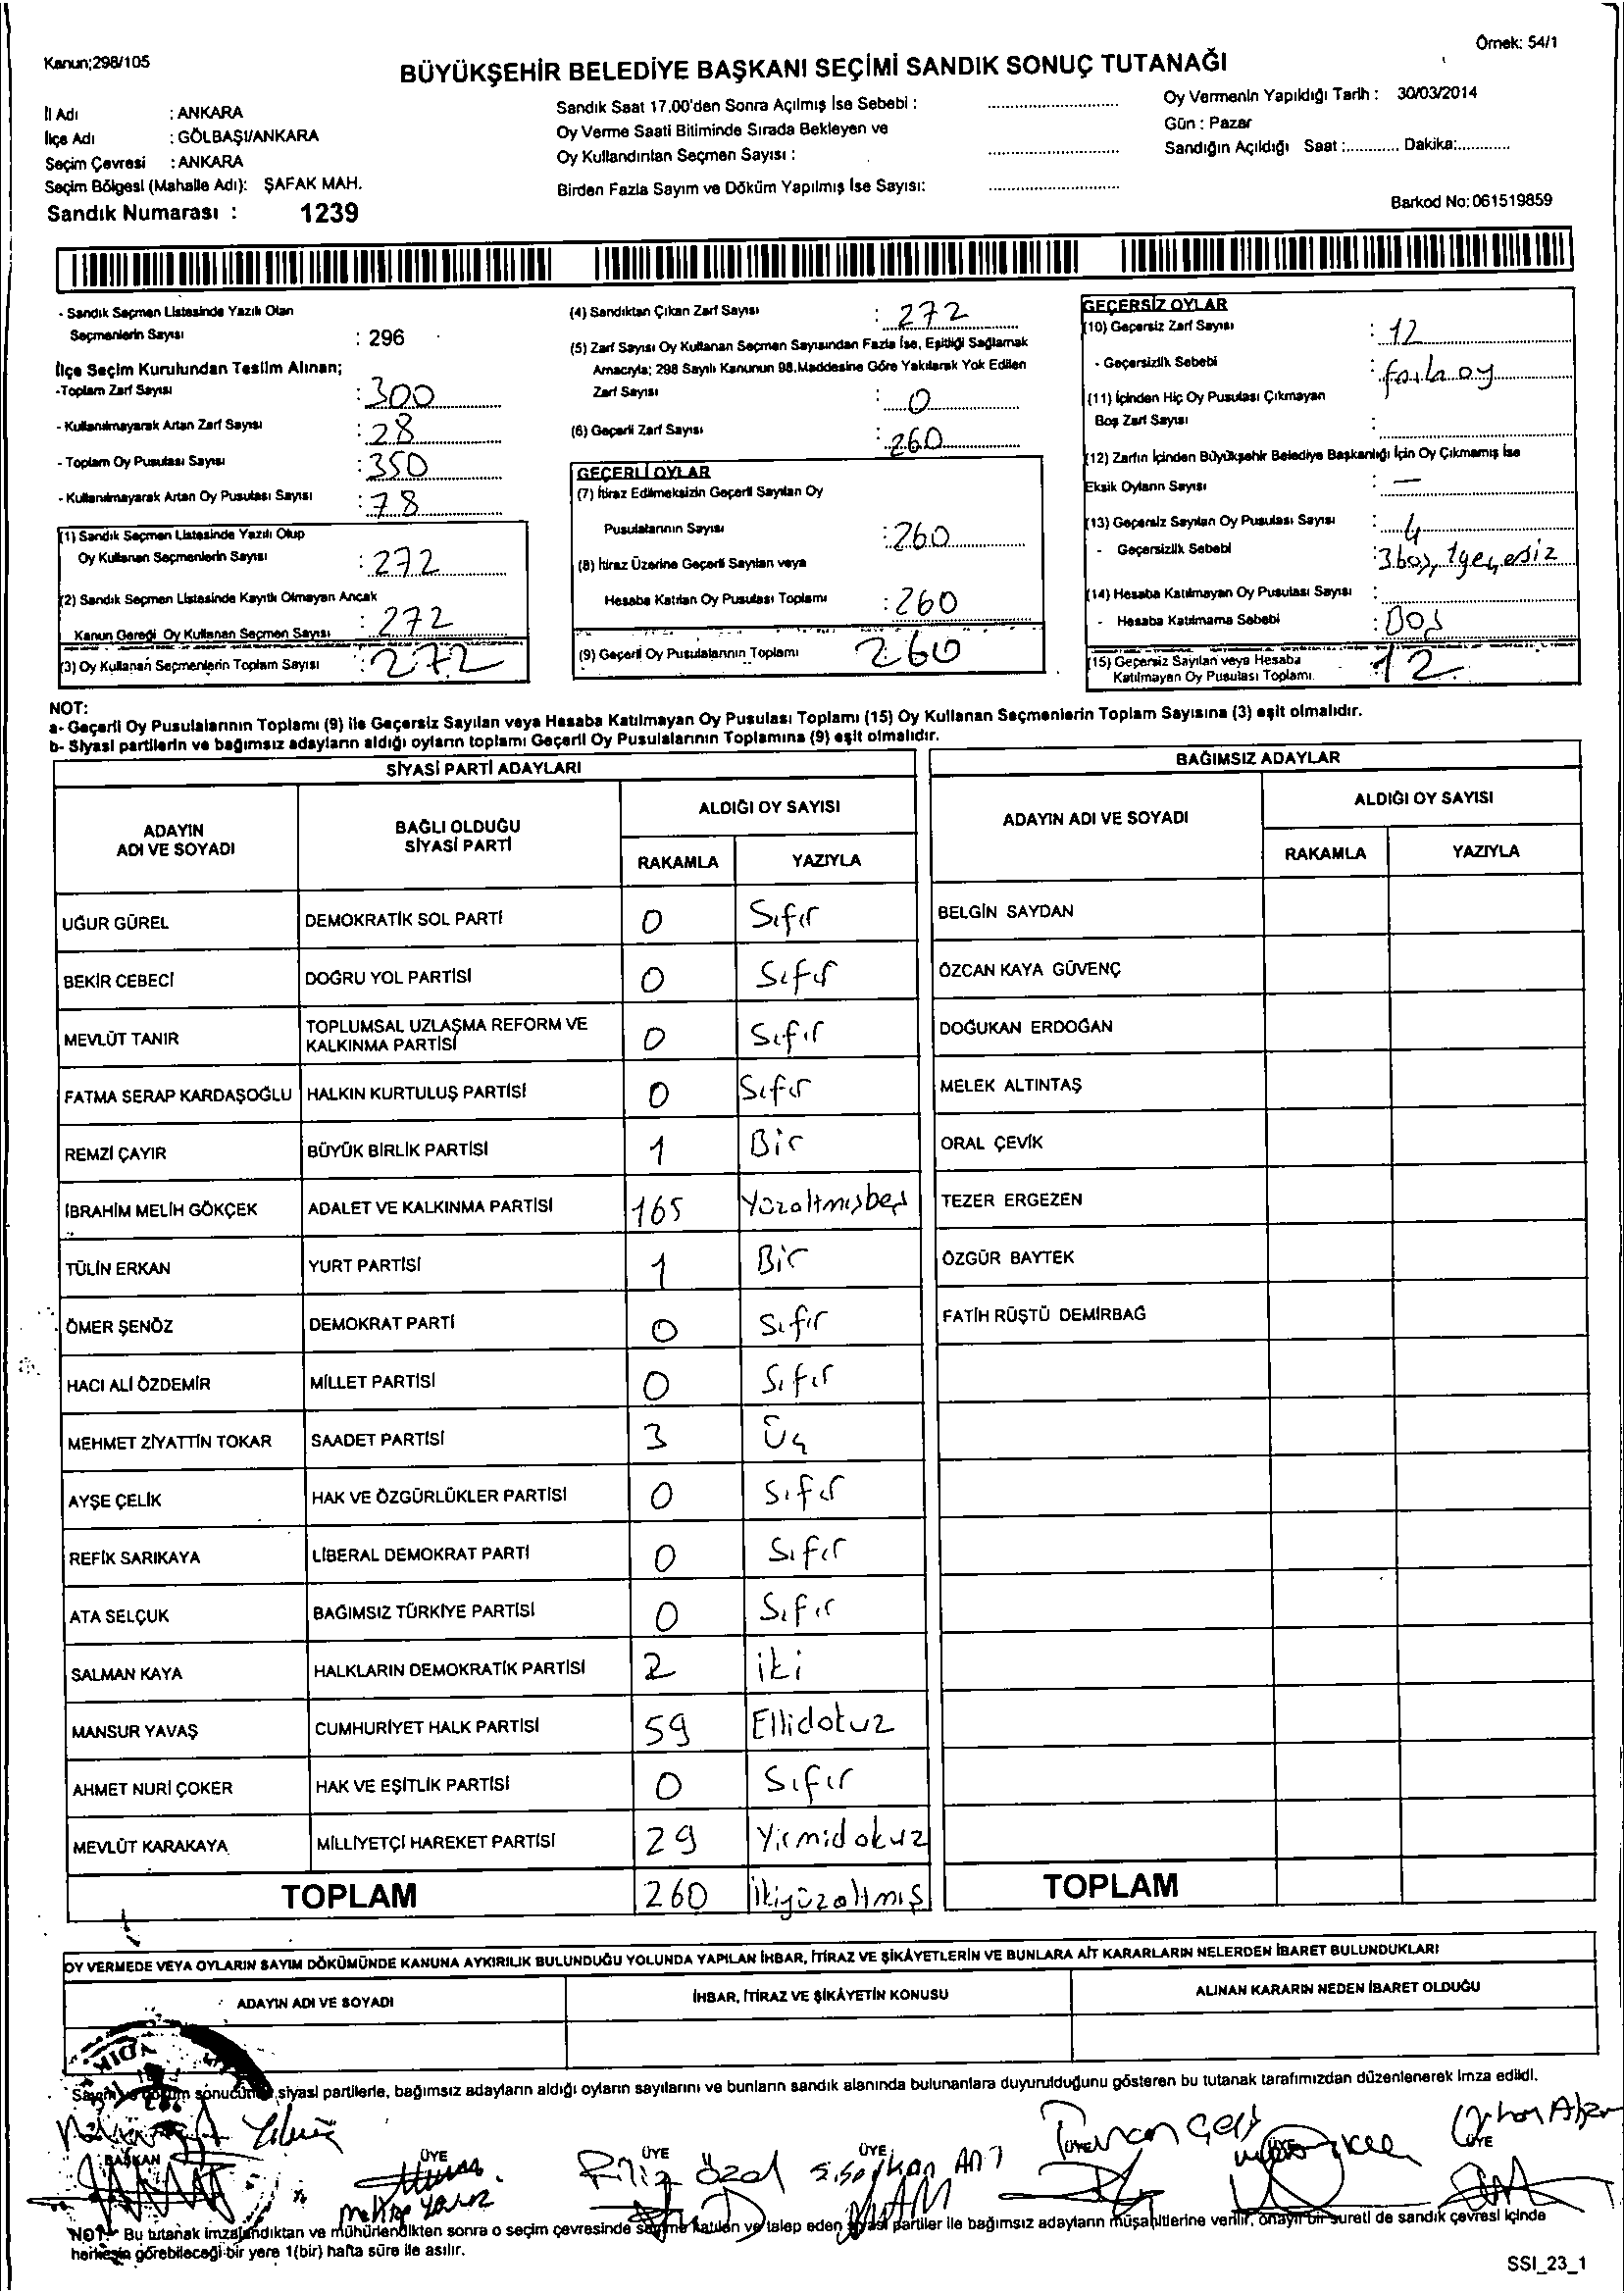 Kanun;298/105
Örnek: 54/1
BÜYÜKŞEHİR BELEDİYE BAŞKANI SEÇİMİ SANDIK SONUÇ TUTANAĞI
İl Adı : ANKARA
İlçe Adı : GÖLBAŞI/ANKARA
Seçim Çevresi : ANKARA
Seçim Bölgesi (Mahalle Adı): ŞAFAK MAH.
Sandık Numarası : 1239
Sandık Saat 17.00'den Sonra Açılmış İse Sebebi :
Oy Verme Saati Bitiminde Sırada Bekleyen ve
Oy Kullandırılan Seçmen Sayısı :
Birden Fazla Sayım ve Döküm Yapılmış İse Sayısı:
Oy Vermenin Yapıldığı Tarih : 30/03/2014
Gün : Pazar
Sandığın Açıldığı Saat :............ Dakika:............
Barkod No: 061519859
- Sandık Seçmen Listesinde Yazılı Olan
Seçmenlerin Sayısı : 296
İlçe Seçim Kurulundan Teslim Alınan;
-Toplam Zarf Sayısı : 300
- Kullanılmayarak Artan Zarf Sayısı : 28
- Toplam Oy Pusulası Sayısı : 350
- Kullanılmayarak Artan Oy Pusulası Sayısı : 78
(1) Sandık Seçmen Listesinde Yazılı Olup
Oy Kullanan Seçmenlerin Sayısı : 272
(2) Sandık Seçmen Listesinde Kayıtlı Olmayan Ancak
Kanun Gereği Oy Kullanan Seçmen Sayısı : 272
(3) Oy Kullanan Seçmenlerin Toplam Sayısı : 272
(4) Sandıktan Çıkan Zarf Sayısı : 272
(5) Zarf Sayısı Oy Kullanan Seçmen Sayısından Fazla İse, Eşitliği Sağlamak
Amacıyla; 298 Sayılı Kanunun 98.Maddesine Göre Yakılarak Yok Edilen
Zarf Sayısı : 0
(6) Geçerli Zarf Sayısı : 260
GEÇERLİ OYLAR
(7) İtiraz Edilmeksizin Geçerli Sayılan Oy
Pusulalarının Sayısı : 260
(8) İtiraz Üzerine Geçerli Sayılan veya
Hesaba Katılan Oy Pusulası Toplamı : 260
(9) Geçerli Oy Pusulalarının Toplamı 260
GEÇERSİZ OYLAR
(10) Geçersiz Zarf Sayısı : 12
- Geçersizlik Sebebi : fazla oy
(11) İçinden Hiç Oy Pusulası Çıkmayan
Boş Zarf Sayısı :
(12) Zarfın İçinden Büyükşehir Belediye Başkanlığı İçin Oy Çıkmamış İse
Eksik Oyların Sayısı : —
(13) Geçersiz Sayılan Oy Pusulası Sayısı : 4
- Geçersizlik Sebebi : 3 boş, 1 geçesiz
(14) Hesaba Katılmayan Oy Pusulası Sayısı :
- Hesaba Katılmama Sebebi : Boş
(15) Geçersiz Sayılan veya Hesaba
Katılmayan Oy Pusulası Toplamı. 12
NOT:
a- Geçerli Oy Pusulalarının Toplamı (9) ile Geçersiz Sayılan veya Hesaba Katılmayan Oy Pusulası Toplamı (15) Oy Kullanan Seçmenlerin Toplam Sayısına (3) eşit olmalıdır.
b- Siyasi partilerin ve bağımsız adayların aldığı oyların toplamı Geçerli Oy Pusulalarının Toplamına (9) eşit olmalıdır.
SİYASİ PARTİ ADAYLARI
ADAYIN ADI VE SOYADI
BAĞLI OLDUĞU SİYASİ PARTİ
ALDIĞI OY SAYISI
RAKAMLA YAZIYLA
UĞUR GÜREL DEMOKRATİK SOL PARTİ 0 Sıfır
BEKİR CEBECİ DOĞRU YOL PARTİSİ 0 Sıfır
MEVLÜT TANIR TOPLUMSAL UZLAŞMA REFORM VE KALKINMA PARTİSİ 0 Sıfır
FATMA SERAP KARDAŞOĞLU HALKIN KURTULUŞ PARTİSİ 0 Sıfır
REMZİ ÇAYIR BÜYÜK BİRLİK PARTİSİ 1 Bir
İBRAHİM MELİH GÖKÇEK ADALET VE KALKINMA PARTİSİ 165 Yüzaltmışbeş
TÜLİN ERKAN YURT PARTİSİ 1 Bir
ÖMER ŞENÖZ DEMOKRAT PARTİ 0 Sıfır
HACI ALİ ÖZDEMİR MİLLET PARTİSİ 0 Sıfır
MEHMET ZİYATTİN TOKAR SAADET PARTİSİ 3 Üç
AYŞE ÇELİK HAK VE ÖZGÜRLÜKLER PARTİSİ 0 Sıfır
REFİK SARIKAYA LİBERAL DEMOKRAT PARTİ 0 Sıfır
ATA SELÇUK BAĞIMSIZ TÜRKİYE PARTİSİ 0 Sıfır
SALMAN KAYA HALKLARIN DEMOKRATİK PARTİSİ 2 iki
MANSUR YAVAŞ CUMHURİYET HALK PARTİSİ 59 Ellidokuz
AHMET NURİ ÇOKER HAK VE EŞİTLİK PARTİSİ 0 Sıfır
MEVLÜT KARAKAYA MİLLİYETÇİ HAREKET PARTİSİ 29 Yirmidokuz
TOPLAM 260 İkiyüzaltmış
BAĞIMSIZ ADAYLAR
ADAYIN ADI VE SOYADI
ALDIĞI OY SAYISI
RAKAMLA YAZIYLA
BELGİN SAYDAN
ÖZCAN KAYA GÜVENÇ
DOĞUKAN ERDOĞAN
MELEK ALTINTAŞ
ORAL ÇEVİK
TEZER ERGEZEN
ÖZGÜR BAYTEK
FATİH RÜŞTÜ DEMİRBAĞ
TOPLAM
OY VERMEDE VEYA OYLARIN SAYIM DÖKÜMÜNDE KANUNA AYKIRILIK BULUNDUĞU YOLUNDA YAPILAN İHBAR, İTİRAZ VE ŞİKÂYETLERİN VE BUNLARA AİT KARARLARIN NELERDEN İBARET BULUNDUKLARI
ADAYIN ADI VE SOYADI
İHBAR, İTİRAZ VE ŞİKÂYETİN KONUSU
ALINAN KARARIN NEDEN İBARET OLDUĞU
Sayım ve döküm sonucunda siyasi partilerle, bağımsız adayların aldığı oyların sayılarını ve bunların sandık alanında bulunanlara duyurulduğunu gösteren bu tutanak tarafımızdan düzenlenerek imza edildi.
BAŞKAN ÜYE ÜYE ÜYE ÜYE ÜYE ÜYE
Filiz Özal
NOT:- Bu tutanak imzalandıktan ve mühürlendikten sonra o seçim çevresinde sayıma katılan ve talep eden siyasi partiler ile bağımsız adayların müşahitlerine verilir, onaylı bir sureti de sandık çevresi içinde
herkesin görebileceği bir yere 1(bir) hafta süre ile asılır.
SSI_23_1